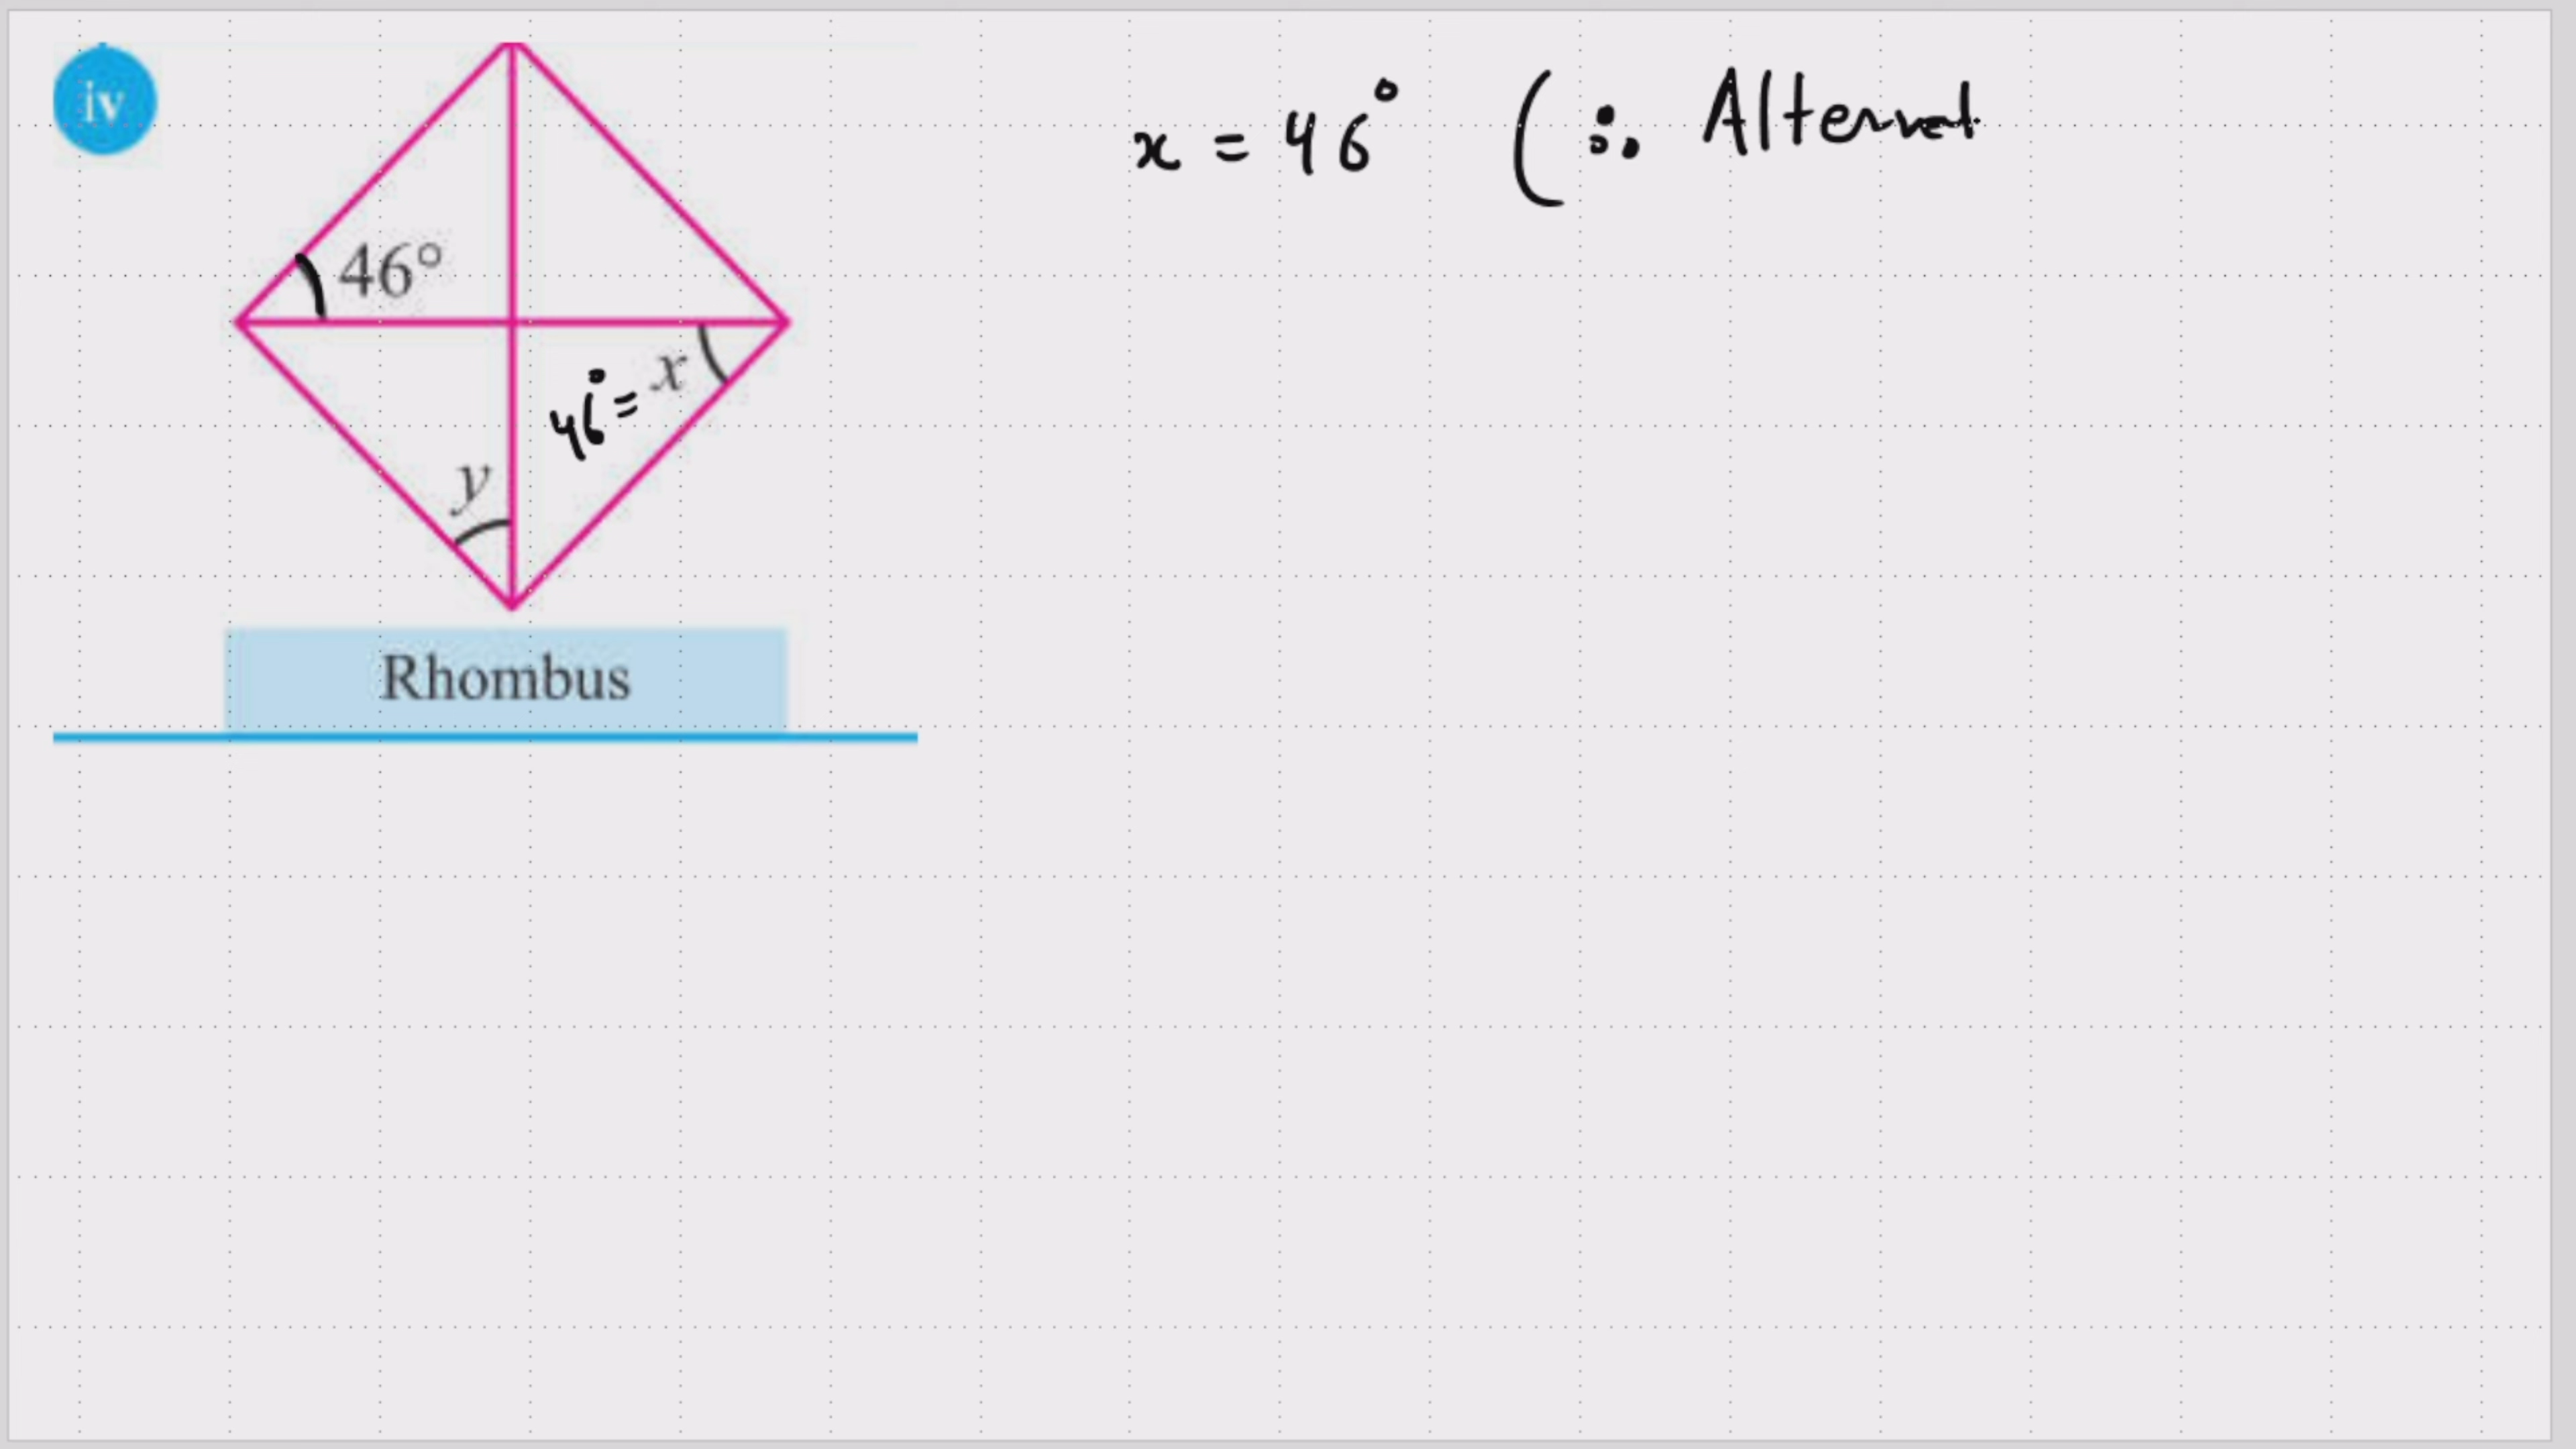 iv
x = 46° (∵ Alternat
46°
46° = x
y
Rhombus